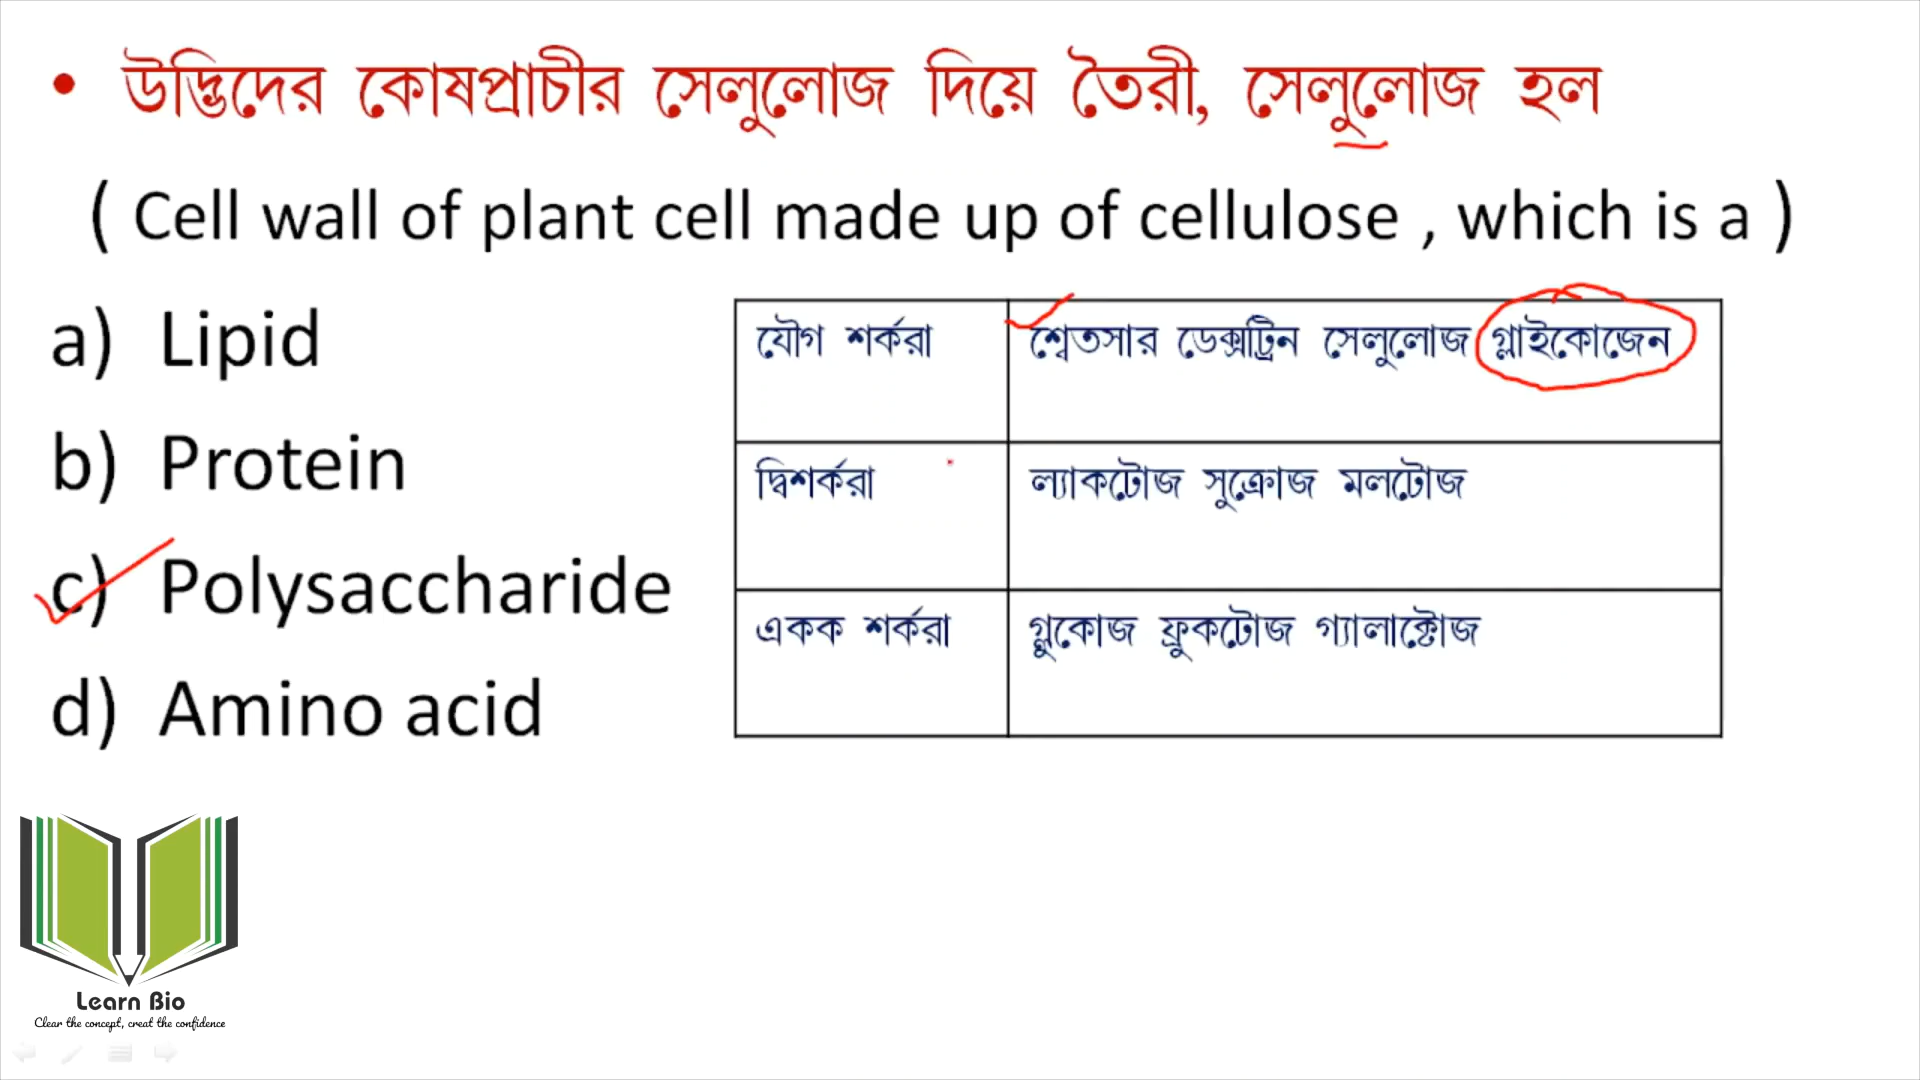 • উদ্ভিদের কোষপ্রাচীর সেলুলোজ দিয়ে তৈরী, সেলুলোজ হল
( Cell wall of plant cell made up of cellulose , which is a )
a) Lipid
b) Protein
c) Polysaccharide
d) Amino acid
যৌগ শর্করা শ্বেতসার ডেক্সট্রিন সেলুলোজ গ্লাইকোজেন
দ্বিশর্করা ল্যাকটোজ সুক্রোজ মলটোজ
একক শর্করা গ্লুকোজ ফ্রুকটোজ গ্যালাক্টোজ
Learn Bio
Clear the concept, creat the confidence